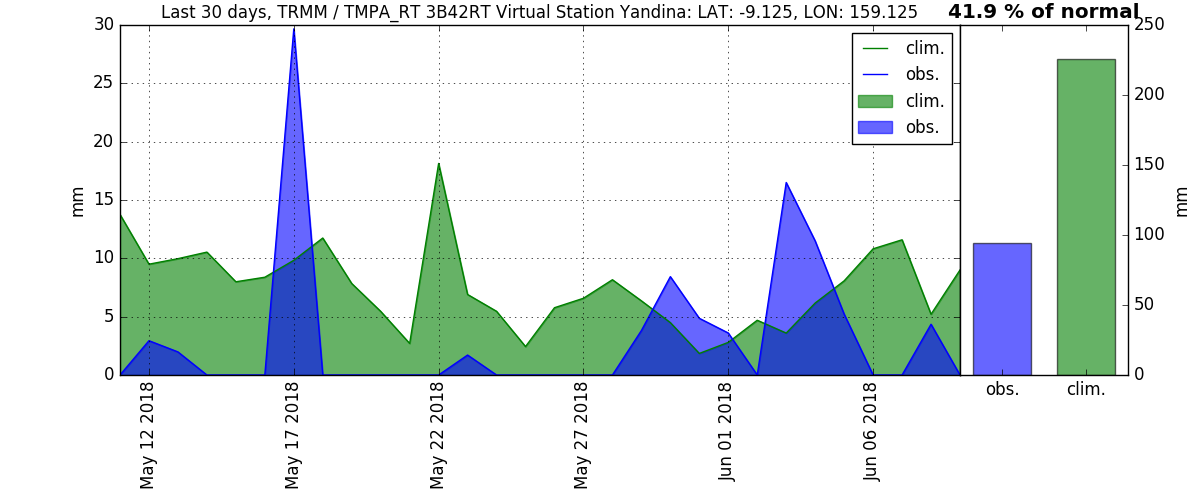 Last 30 days, TRMM / TMPA_RT 3B42RT Virtual Station Yandina: LAT: -9.125, LON: 159.125
41.9 % of normal
30
25
20
15
10
5
0
mm
clim.
obs.
clim.
obs.
May 12 2018
May 17 2018
May 22 2018
May 27 2018
Jun 01 2018
Jun 06 2018
250
200
150
100
50
0
mm
obs.
clim.